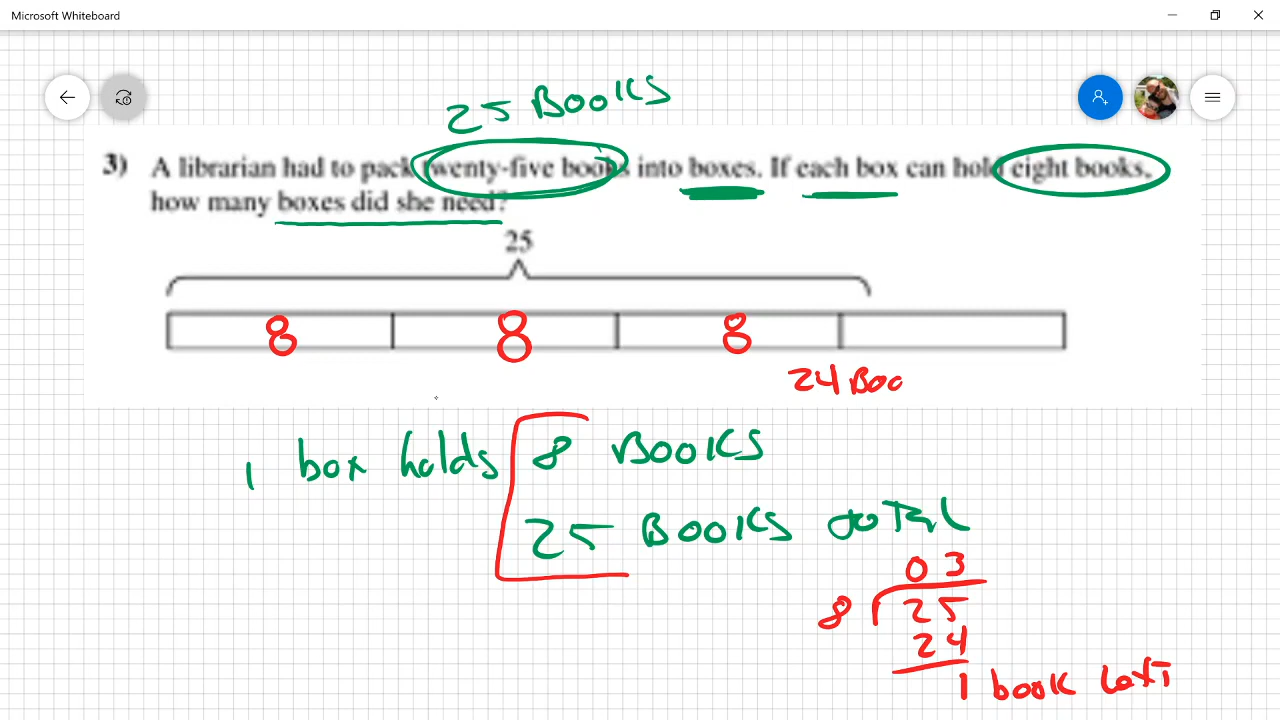 Microsoft Whiteboard
25 BOOKS
3) A librarian had to pack twenty-five books into boxes. If each box can hold eight books,
how many boxes did she need?
25
8 8 8
24 Boo
1 box holds 8 BOOKS
25 BOOKS total
03
8 25
24
1 book left